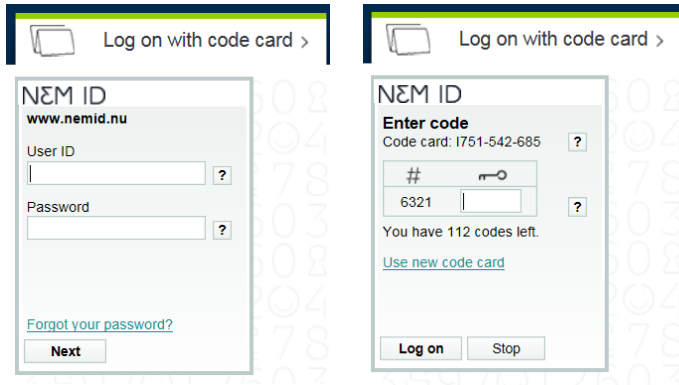 Log on with code card >
NEM ID
www.nemid.nu
User ID
?
Password
?
Forgot your password?
Next
Log on with code card >
NEM ID
Enter code
Code card: I751-542-685 ?
#
6321 ?
You have 112 codes left.
Use new code card
Log on Stop